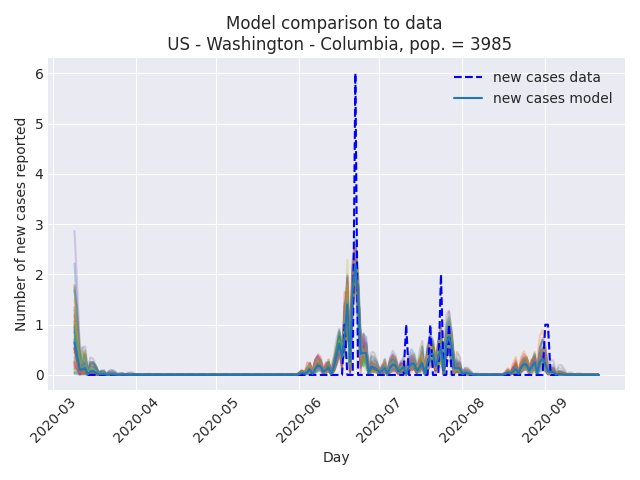 Model comparison to data
US - Washington - Columbia, pop. = 3985
new cases data
new cases model
Number of new cases reported
6
5
4
3
2
1
0
2020-03
2020-04
2020-05
2020-06
2020-07
2020-08
2020-09
Day